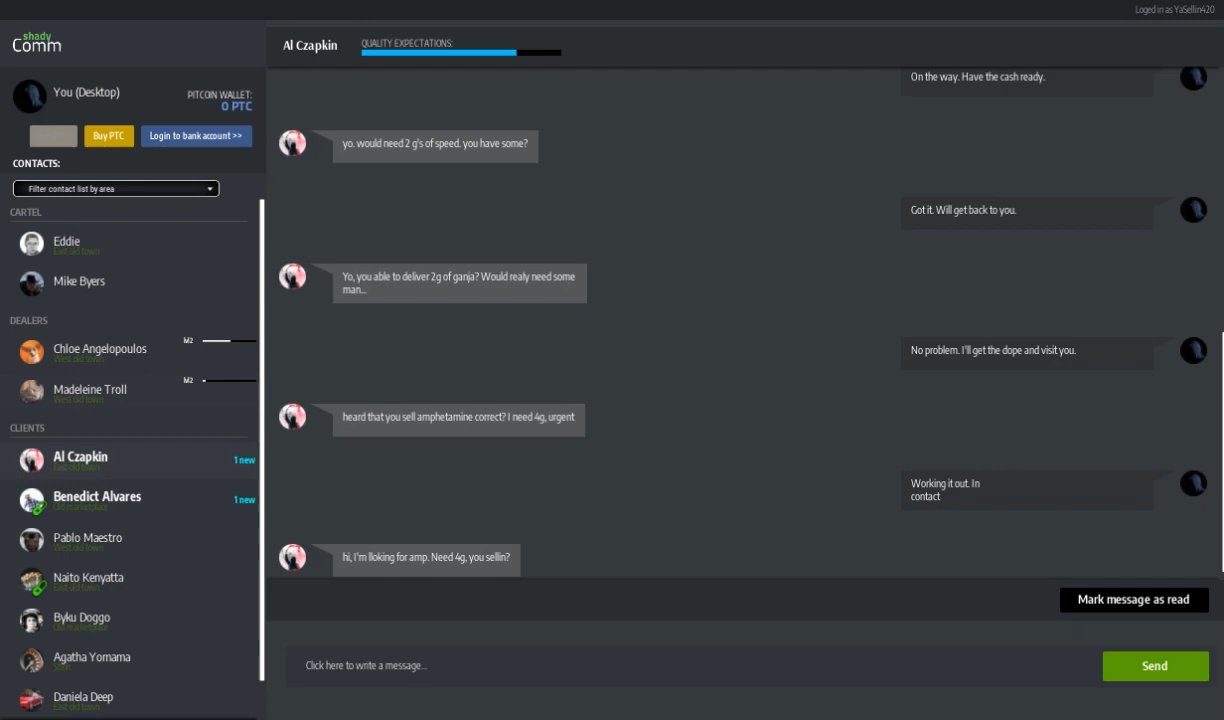 Loged in as YaSellin420
shady
Comm
Al Czapkin
QUALITY EXPECTATIONS:
You (Desktop)
PITCOIN WALLET:
0 PTC
Buy PTC
Login to bank account >>
CONTACTS:
Filter contact list by area
CARTEL
Eddie
East old town
Mike Byers
DEALERS
Chloe Angelopoulos
West old town
Madeleine Troll
West old town
CLIENTS
Al Czapkin
East old town
1 new
Benedict Alvares
Old marketplace
1 new
Pablo Maestro
West old town
Naito Kenyatta
East old town
Byku Doggo
Old marketplace
Agatha Yomama
Daniela Deep
East old town
On the way. Have the cash ready.
yo. would need 2 g's of speed. you have some?
Got it. Will get back to you.
Yo, you able to deliver 2g of ganja? Would realy need some
man...
No problem. I'll get the dope and visit you.
heard that you sell amphetamine correct? I need 4g, urgent
Working it out. In
contact
hi, I'm lloking for amp. Need 4g, you sellin?
Mark message as read
Click here to write a message...
Send